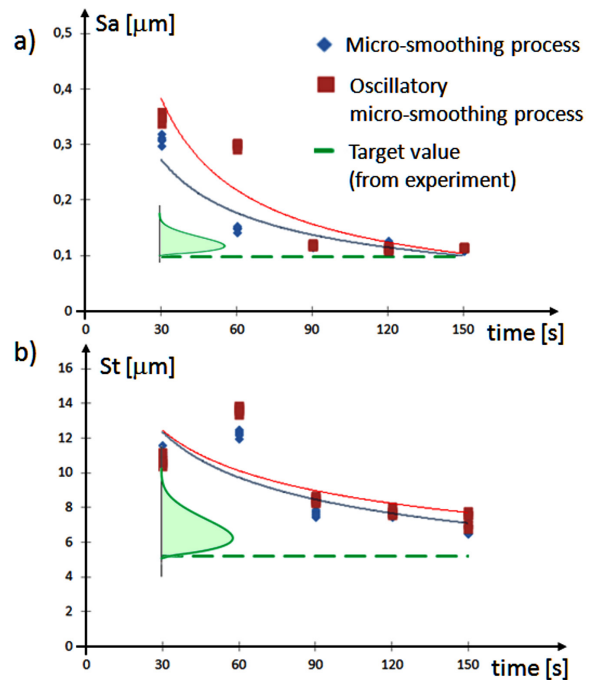 a)
Sa [μm]
0,5
0,4
0,3
0,2
0,1
0
Micro-smoothing process
Oscillatory
micro-smoothing process
Target value
(from experiment)
0 30 60 90 120 150
time [s]
b)
St [μm]
16
14
12
10
8
6
4
2
0
0 30 60 90 120 150
time [s]